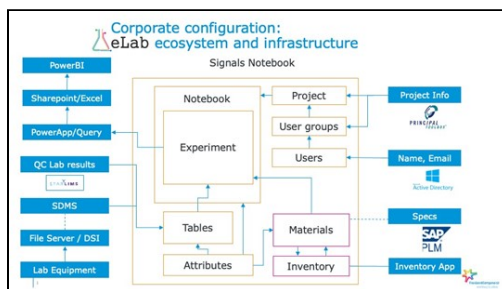 Corporate configuration:
eLab ecosystem and infrastructure
Signals Notebook
PowerBI
Sharepoint/Excel
PowerApp/Query
QC Lab results
STARLIMS
SDMS
File Server / DSI
Lab Equipment
Notebook
Experiment
Tables
Attributes
Project
User groups
Users
Materials
Inventory
Project Info
PRINCIPAL
TOOLBOX
Name, Email
Active Directory
Specs
SAP
PLM
Inventory App